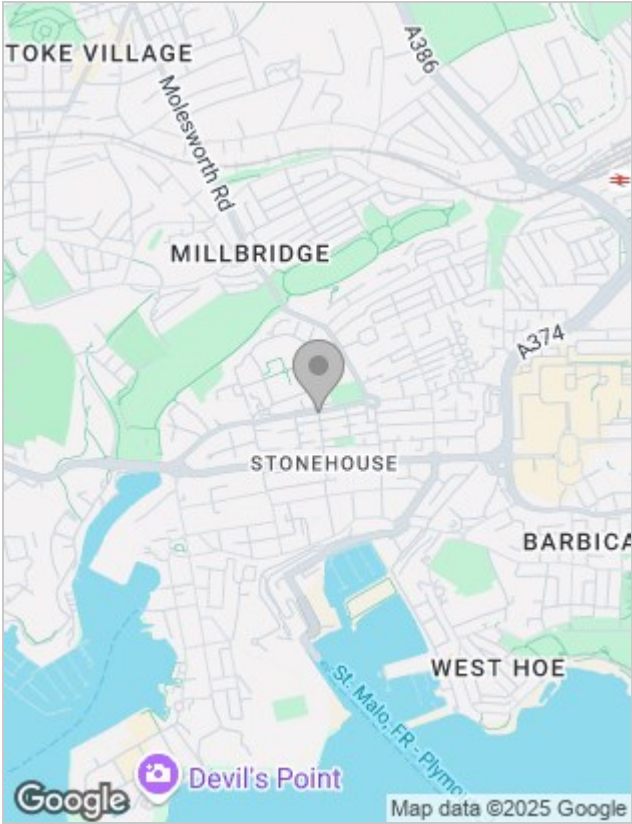 TOKE VILLAGE
A386
Molesworth Rd
MILLBRIDGE
A374
STONEHOUSE
BARBICA
WEST HOE
St. Malo, FR - Plymou
Devil's Point
Google
Map data ©2025 Google